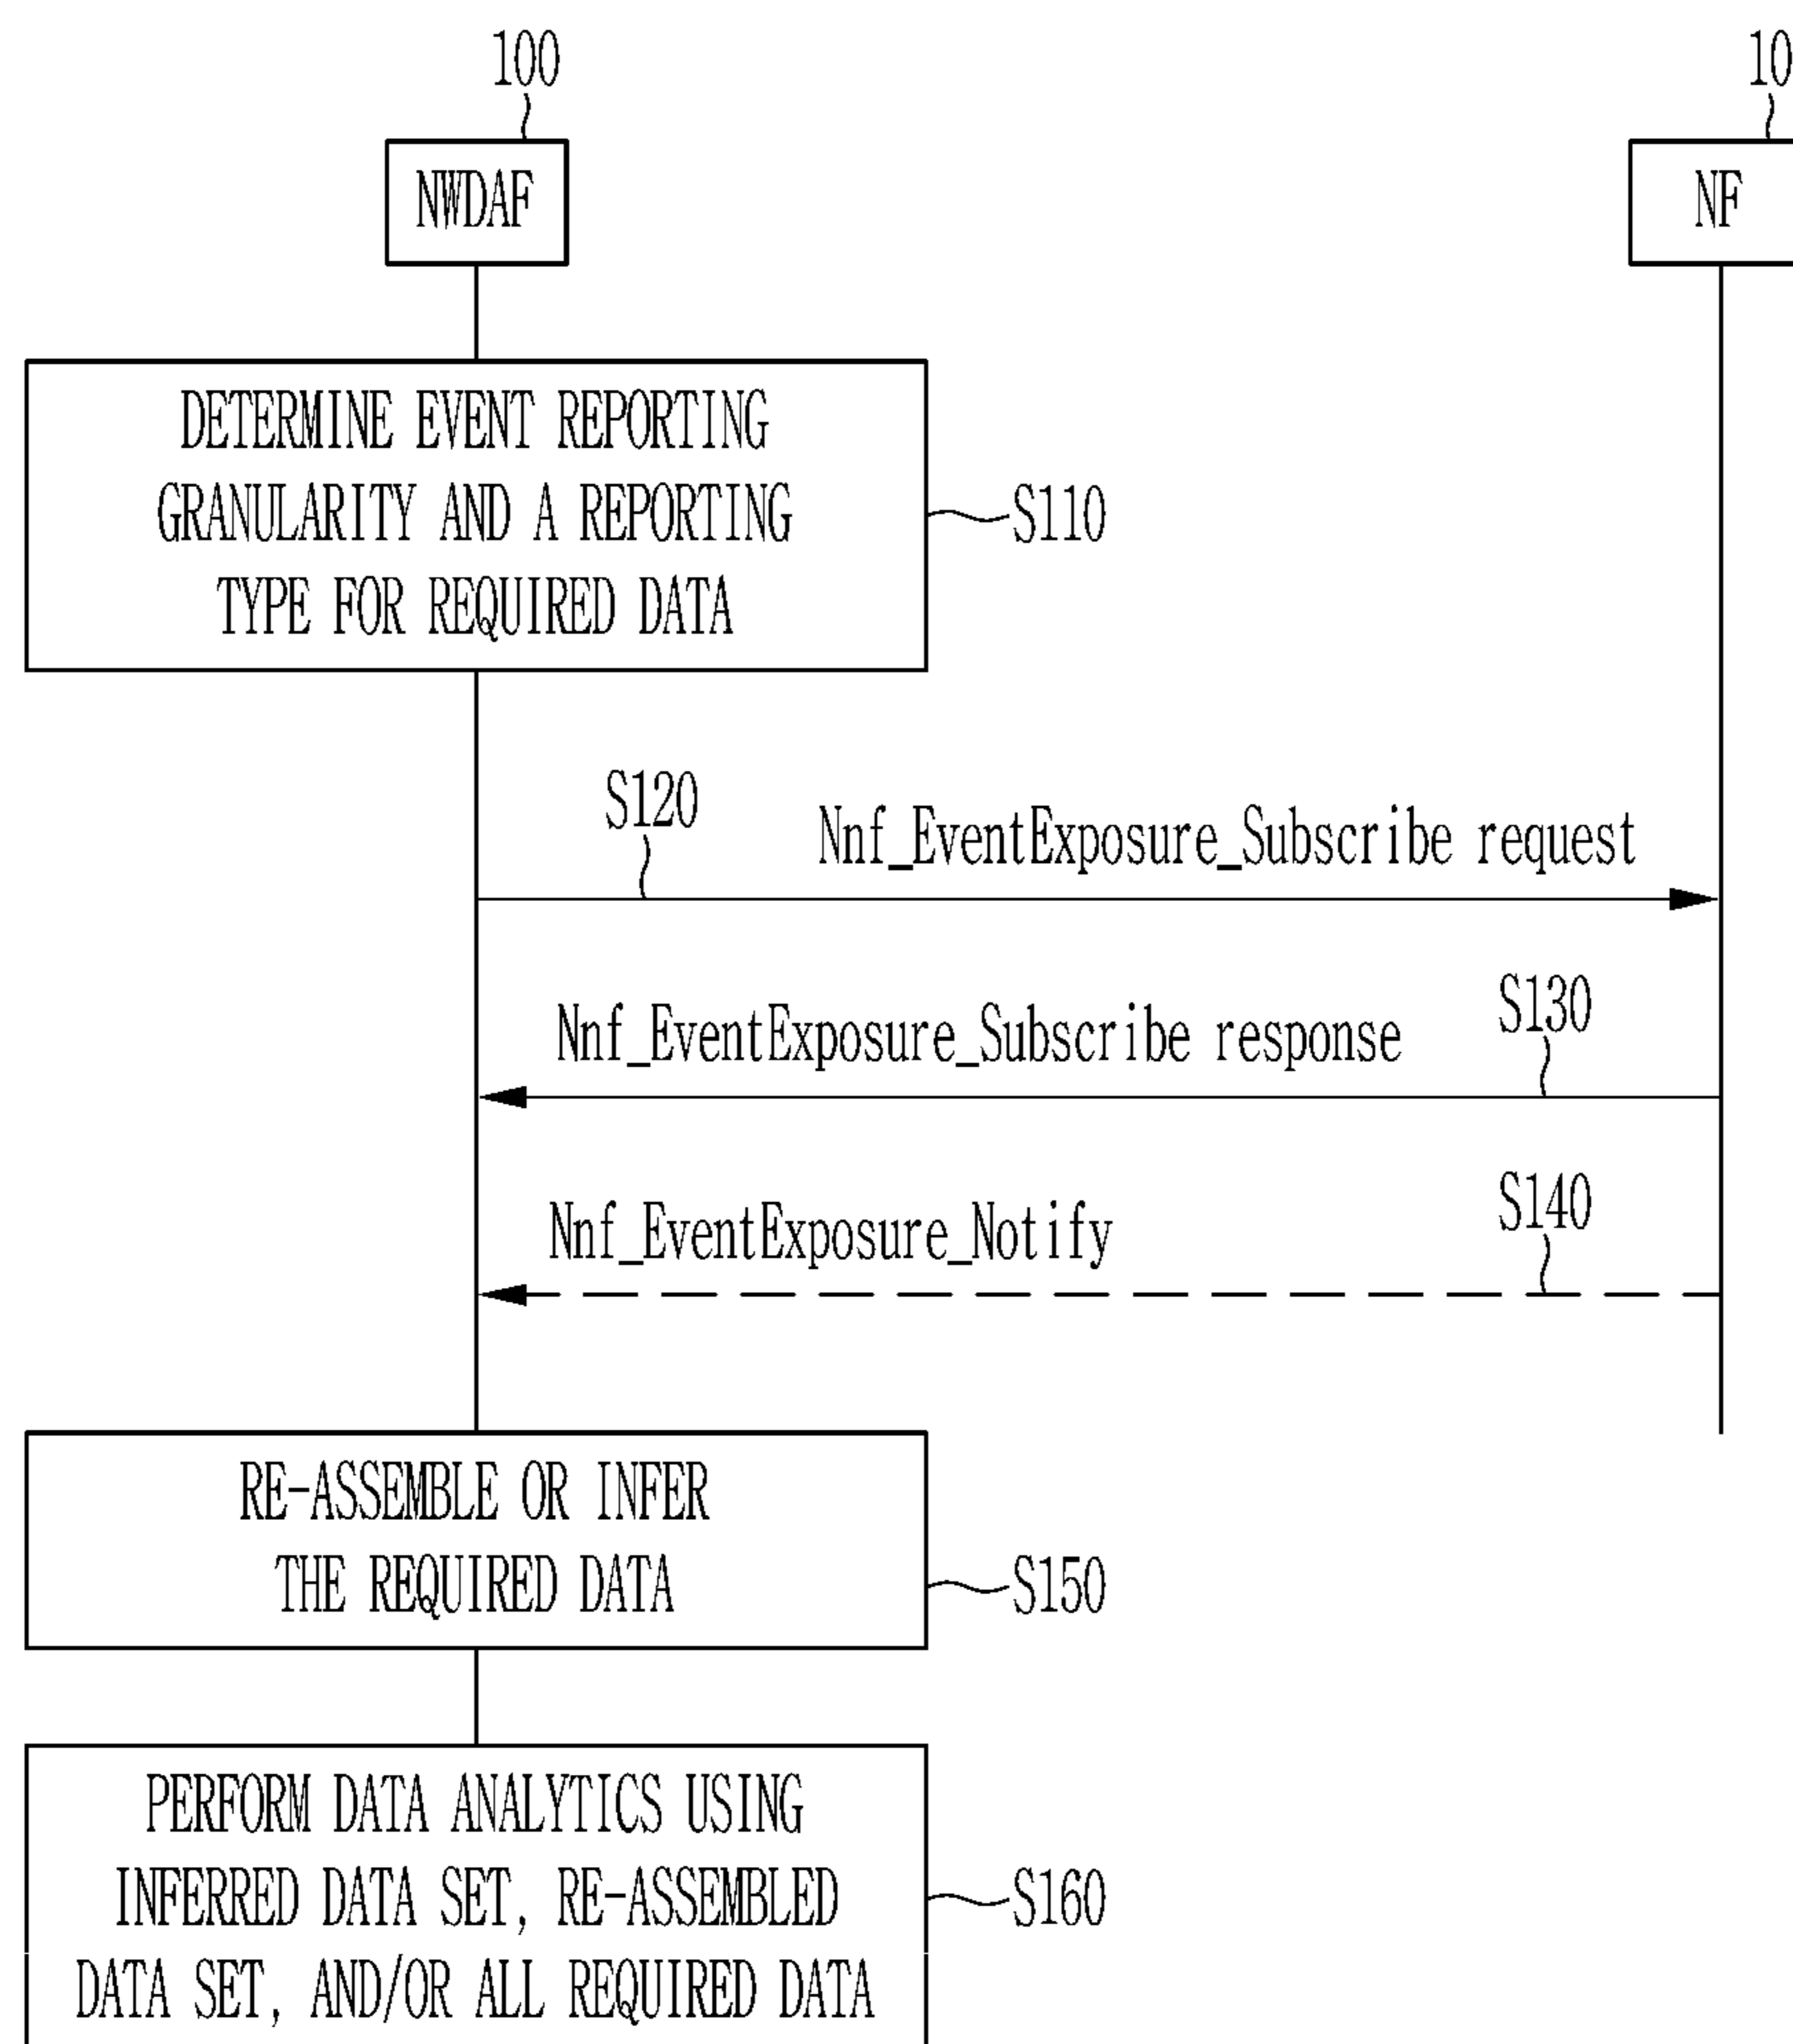 100
10
NWDAF
NF
DETERMINE EVENT REPORTING
GRANULARITY AND A REPORTING
TYPE FOR REQUIRED DATA
S110
S120
Nnf_EventExposure_Subscribe request
Nnf_EventExposure_Subscribe response
S130
Nnf_EventExposure_Notify
S140
RE-ASSEMBLE OR INFER
THE REQUIRED DATA
S150
PERFORM DATA ANALYTICS USING
INFERRED DATA SET, RE-ASSEMBLED
DATA SET, AND/OR ALL REQUIRED DATA
S160